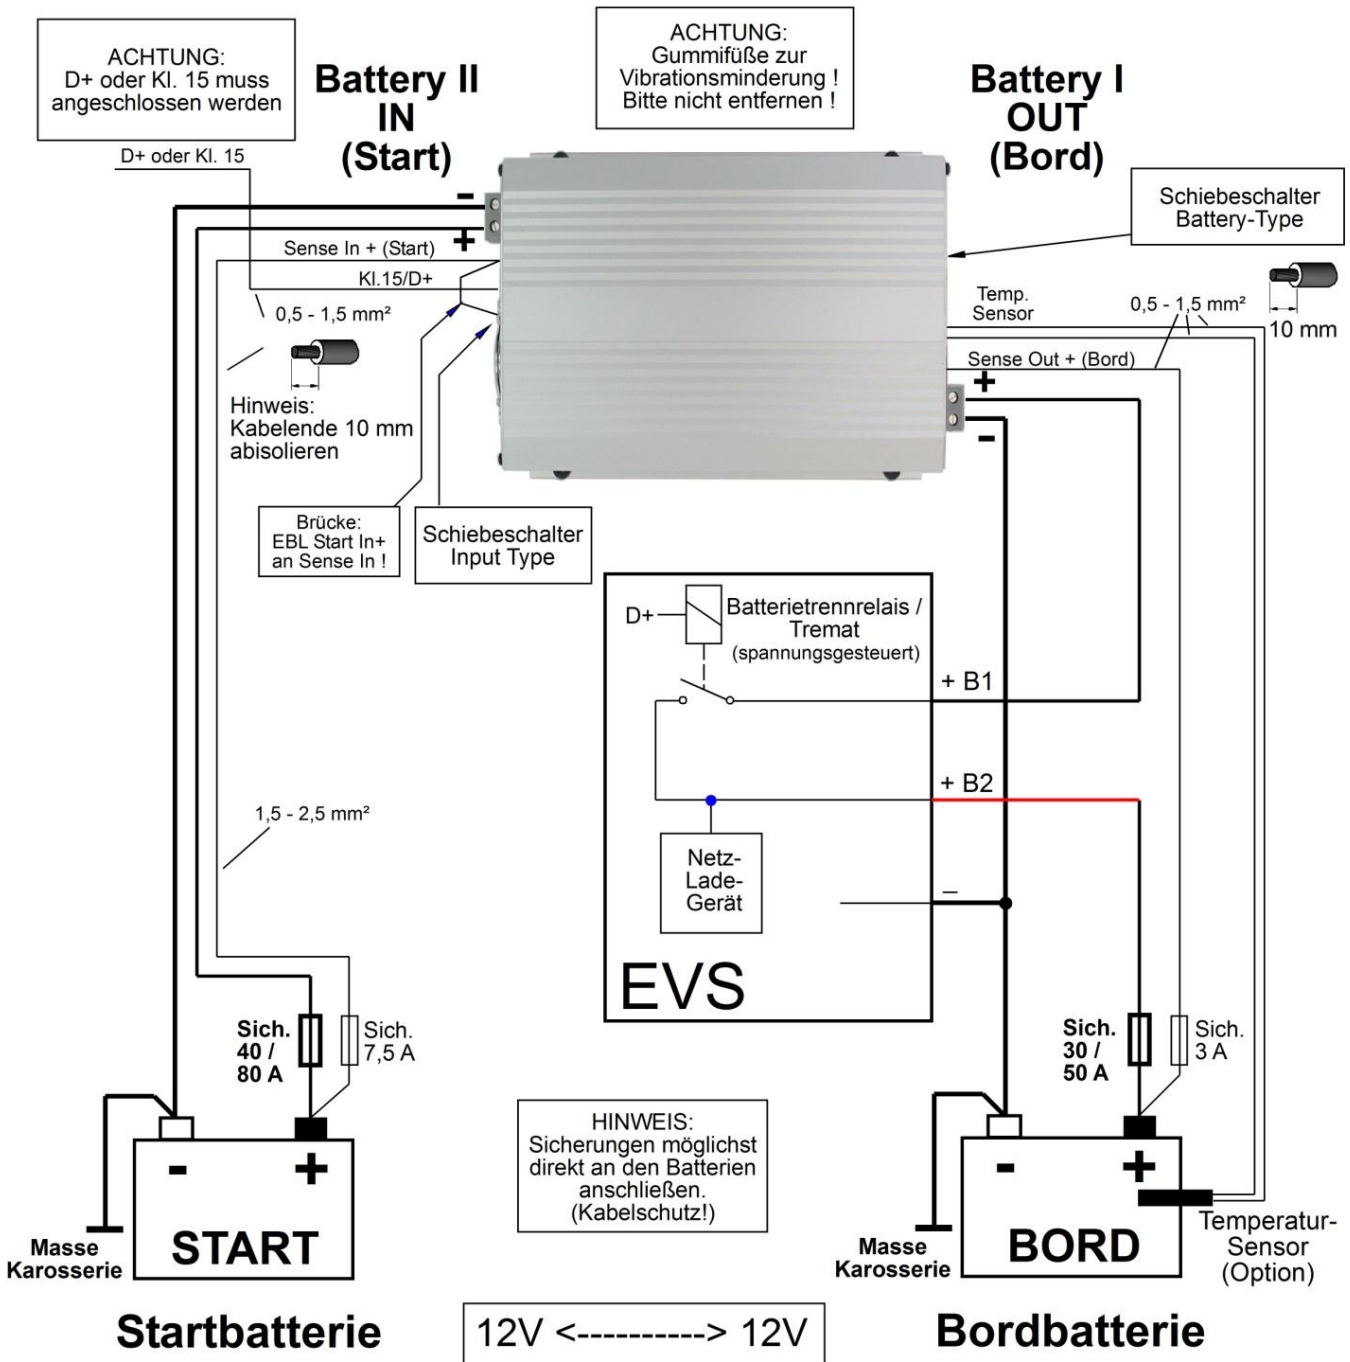 ACHTUNG:
D+ oder Kl. 15 muss
angeschlossen werden
Battery II
IN
(Start)
ACHTUNG:
Gummifüße zur
Vibrationsminderung !
Bitte nicht entfernen !
Battery I
OUT
(Bord)
D+ oder Kl. 15
Schiebeschalter
Battery-Type
-
+
Sense In + (Start)
Kl.15/D+
0,5 - 1,5 mm²
Hinweis:
Kabelende 10 mm
abisolieren
Temp.
Sensor
0,5 - 1,5 mm²
10 mm
Sense Out + (Bord)
+
-
Brücke:
EBL Start In+
an Sense In !
Schiebeschalter
Input Type
D+
Batterietrennrelais /
Tremat
(spannungsgesteuert)
+ B1
+ B2
Netz-
Lade-
Gerät
–
EVS
1,5 - 2,5 mm²
Sich.
40 /
80 A
Sich.
7,5 A
Sich.
30 /
50 A
Sich.
3 A
HINWEIS:
Sicherungen möglichst
direkt an den Batterien
anschließen.
(Kabelschutz!)
- +
START
Masse
Karosserie
- +
BORD
Masse
Karosserie
Temperatur-
Sensor
(Option)
Startbatterie
12V <----------> 12V
Bordbatterie